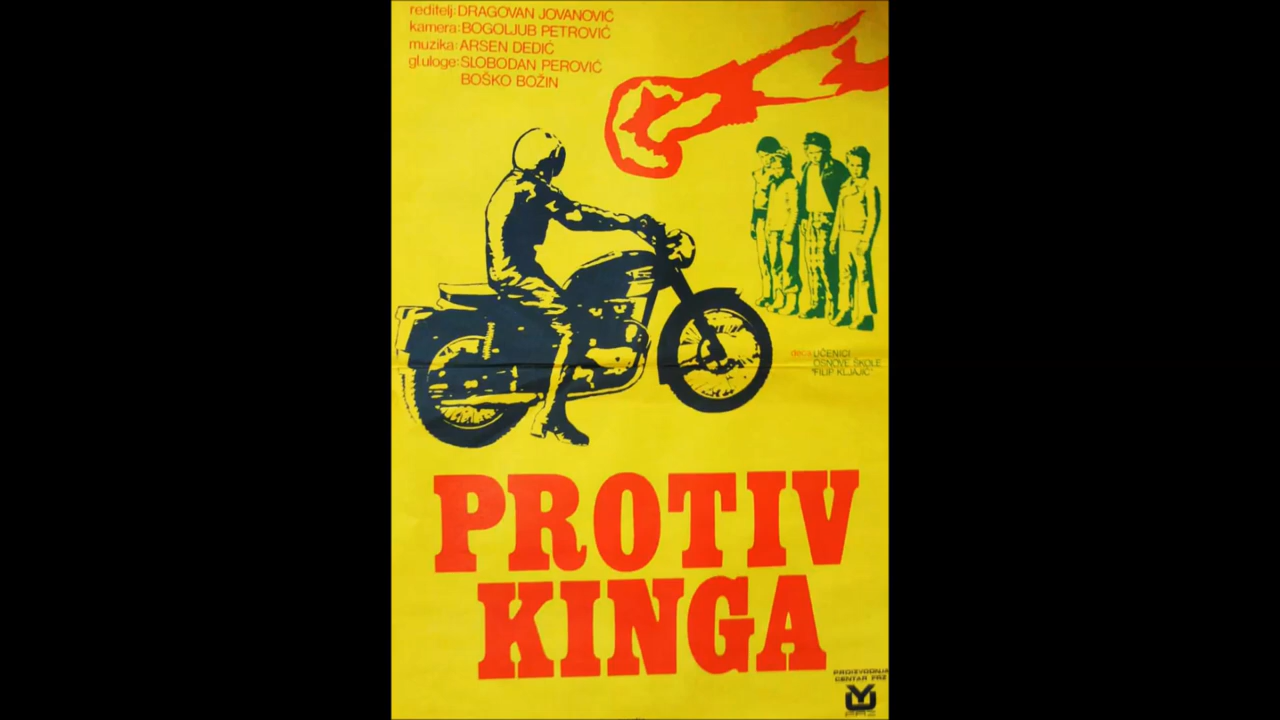 reditelj: DRAGOVAN JOVANOVIĆ
kamera: BOGOLJUB PETROVIĆ
muzika: ARSEN DEDIĆ
gl.uloge: SLOBODAN PEROVIĆ
BOŠKO BOŽIN
deca: UČENICI
OSNOVE ŠKOLE
"FILIP KLJAJIĆ"
PROTIV
KINGA
PROIZVODNJA
CENTAR FRZ